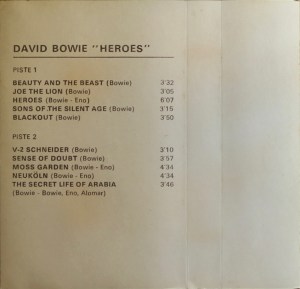 DAVID BOWIE "HEROES"
PISTE 1
BEAUTY AND THE BEAST (Bowie) 3'32
JOE THE LION (Bowie) 3'05
HEROES (Bowie - Eno) 6'07
SONS OF THE SILENT AGE (Bowie) 3'15
BLACKOUT (Bowie) 3'50
PISTE 2
V-2 SCHNEIDER (Bowie) 3'10
SENSE OF DOUBT (Bowie) 3'57
MOSS GARDEN (Bowie - Eno) 4'34
NEUKÖLN (Bowie - Eno) 4'34
THE SECRET LIFE OF ARABIA 3'46
(Bowie - Bowie, Eno, Alomar)